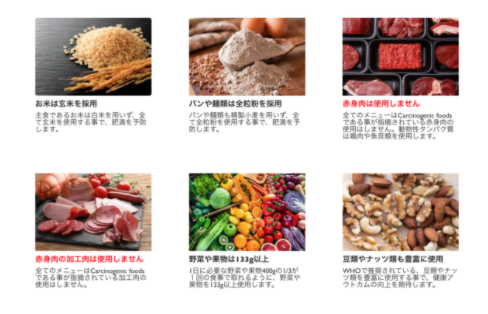 お米は玄米を採用
主食であるお米は白米を用いず、全
て玄米を使用する事で、肥満を予防
します。
パンや麺類は全粒粉を採用
パンや麺類も精製小麦を用いず、全
て全粒粉を使用する事で、肥満を予
防します。
赤身肉は使用しません
全てのメニューはCarcinogenic foods
である事が指摘されている赤身肉の
使用はしません。動物性タンパク質
は鶏肉や魚貝類を使用します。
赤身肉の加工肉は使用しません
全てのメニューはCarcinogenic foods
である事が指摘されている加工肉の
使用はしません。
野菜や果物は133g以上
1日に必要な野菜や果物400gの1/3が
1回の食事で取れるように、野菜や
果物を133g以上使用します。
豆類やナッツ類も豊富に使用
WHOで推奨されている、豆類やナッ
ツ類を豊富に使用する事で、健康ア
ウトカムの向上を期待します。